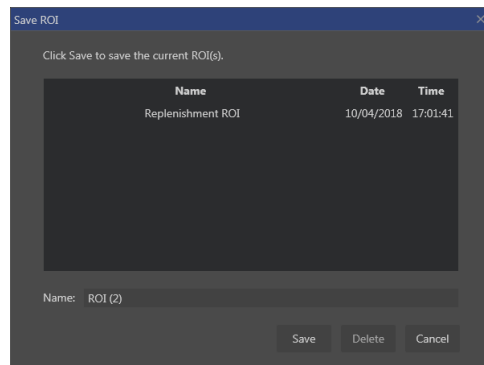 Save ROI
Click Save to save the current ROI(s).
Name Date Time
Replenishment ROI 10/04/2018 17:01:41
Name: ROI (2)
Save Delete Cancel